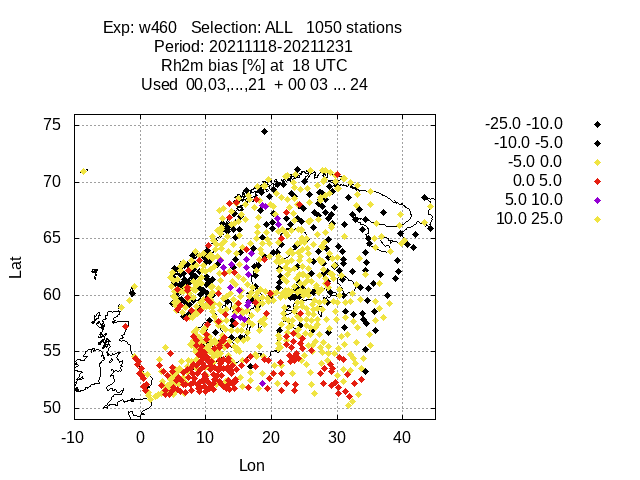 Exp: w460 Selection: ALL 1050 stations
Period: 20211118-20211231
Rh2m bias [%] at 18 UTC
Used 00,03,...,21 + 00 03 ... 24
-25.0 -10.0
-10.0 -5.0
-5.0 0.0
0.0 5.0
5.0 10.0
10.0 25.0
75
70
65
60
55
50
Lat
-10 0 10 20 30 40
Lon